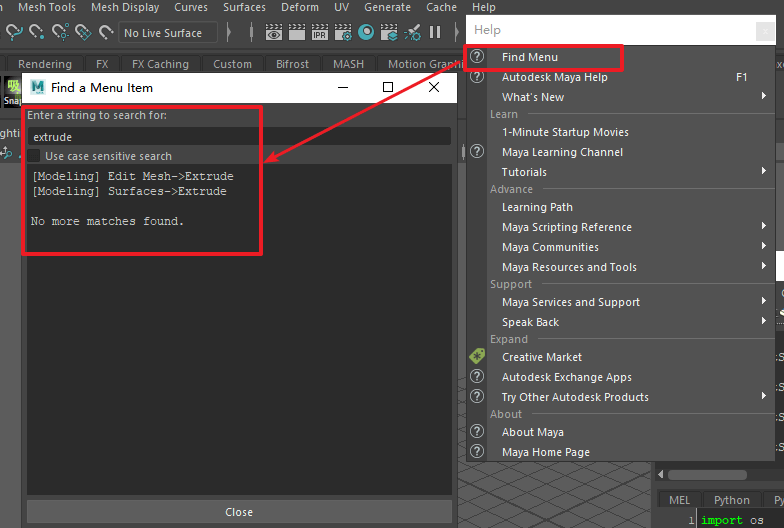 Mesh Tools Mesh Display Curves Surfaces Deform UV Generate Cache Help
No Live Surface
IPR
Rendering FX FX Caching Custom Bifrost MASH Motion Graphi
吸
Snap
Find a Menu Item
Enter a string to search for:
extrude
Use case sensitive search
[Modeling] Edit Mesh->Extrude
[Modeling] Surfaces->Extrude
No more matches found.
Close
Help
Find Menu
Autodesk Maya Help F1
What's New
Learn
1-Minute Startup Movies
Maya Learning Channel
Tutorials
Advance
Learning Path
Maya Scripting Reference
Maya Communities
Maya Resources and Tools
Support
Maya Services and Support
Speak Back
Expand
Creative Market
Autodesk Exchange Apps
Try Other Autodesk Products
About
About Maya
Maya Home Page
MEL Python Py
1 import os